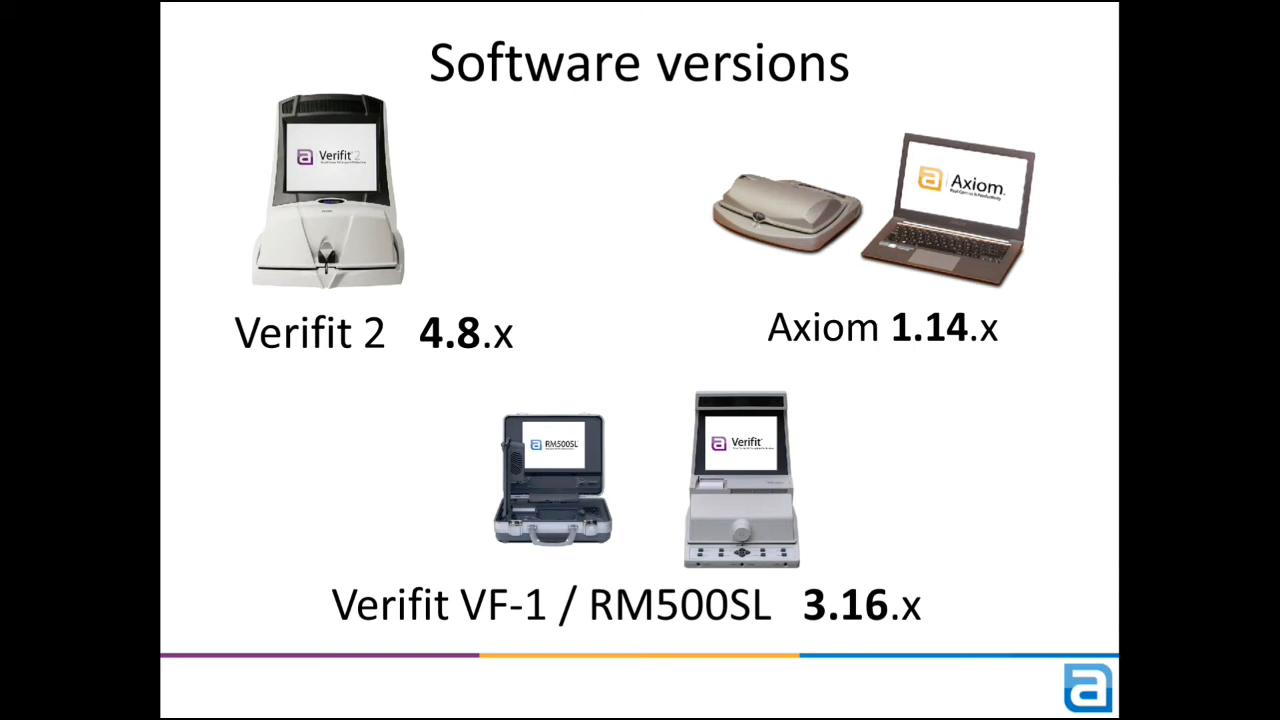 Software versions
Verifit 2
Axiom
Verifit 2 4.8.x
Axiom 1.14.x
RM500SL
Verifit
Verifit VF-1 / RM500SL 3.16.x